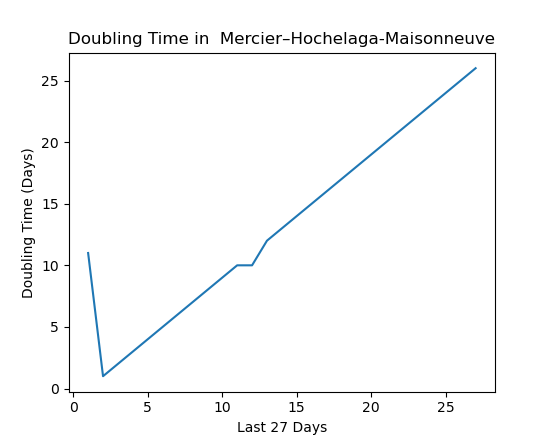 Doubling Time in  Mercier–Hochelaga-Maisonneuve
25
20
15
10
5
0
Doubling Time (Days)
0 5 10 15 20 25
Last 27 Days